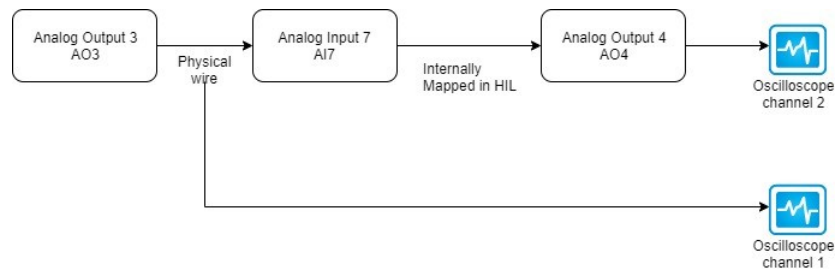 Analog Output 3
AO3
Physical
wire
Analog Input 7
AI7
Internally
Mapped in HIL
Analog Output 4
AO4
Oscilloscope
channel 2
Oscilloscope
channel 1